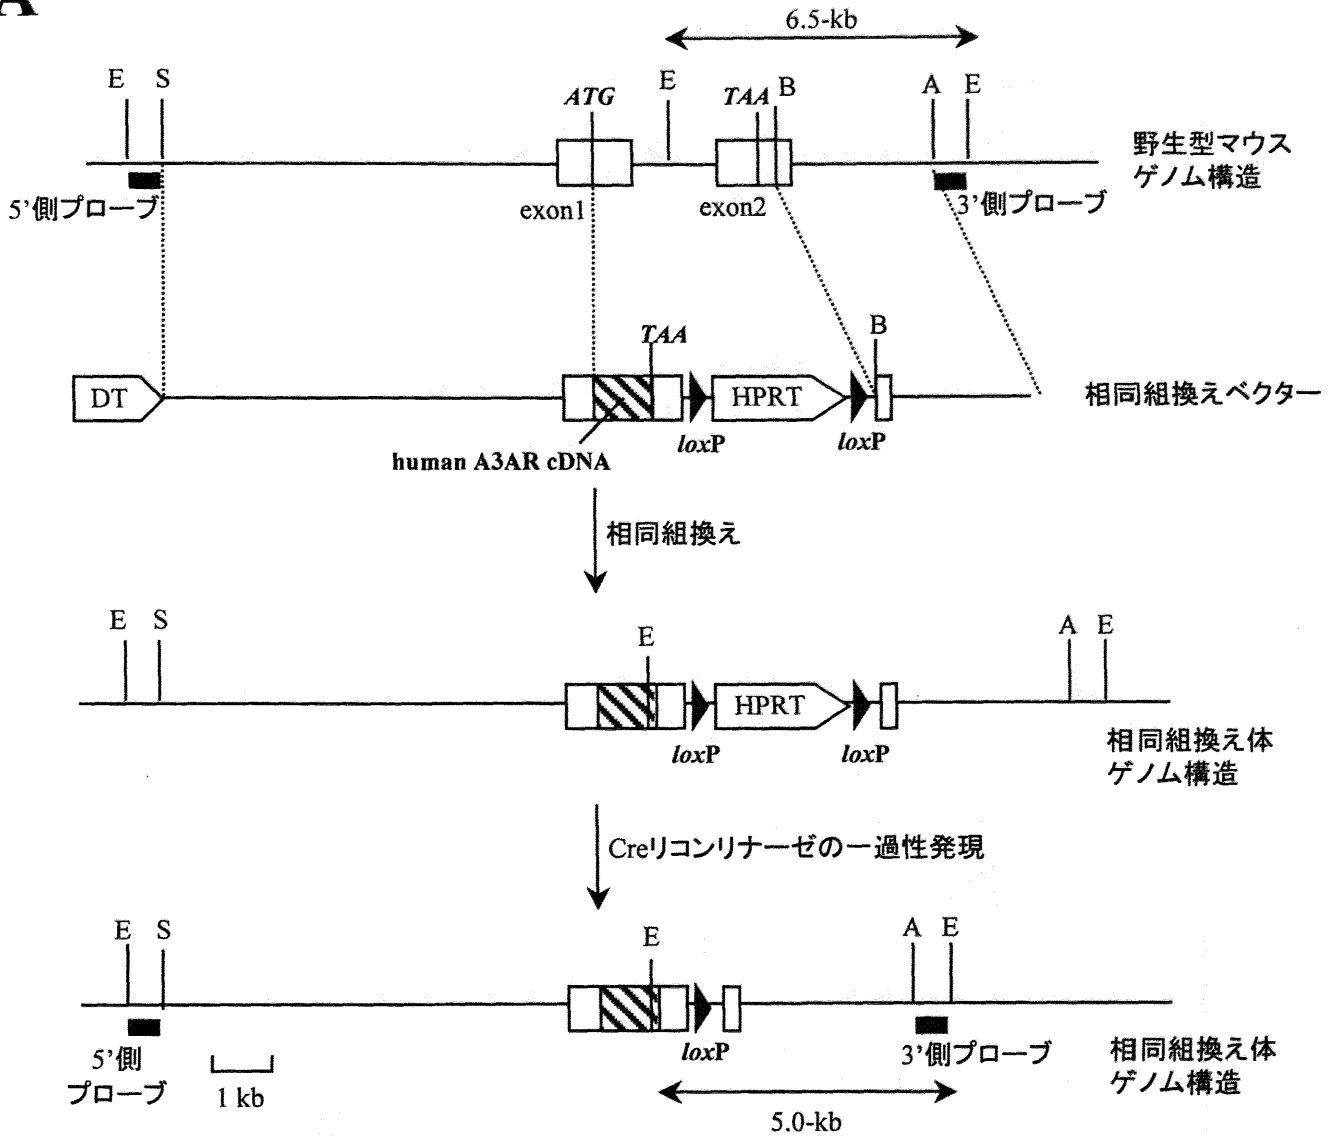 A
6.5-kb
E S ATG E TAA B A E
野生型マウス
ゲノム構造
5’側プローブ exon1 exon2 3’側プローブ
TAA B
DT HPRT 相同組換えベクター
loxP loxP
human A3AR cDNA
相同組換え
E S E A E
HPRT
loxP loxP
相同組換え体
ゲノム構造
Creリコンリナーゼの一過性発現
E S E A E
5’側
プローブ
1 kb
loxP
3’側プローブ
相同組換え体
ゲノム構造
5.0-kb